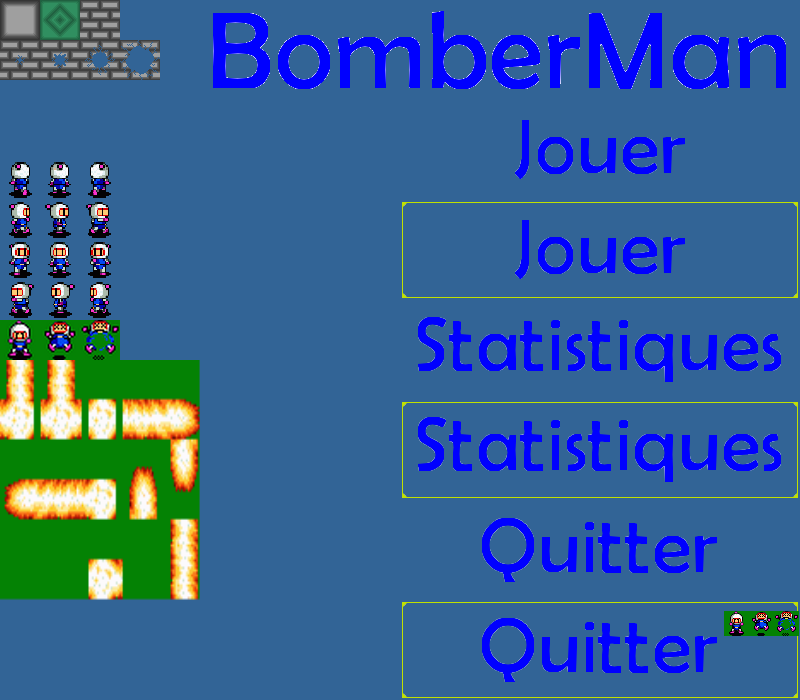 BomberMan
Jouer
Jouer
Statistiques
Statistiques
Quitter
Quitter